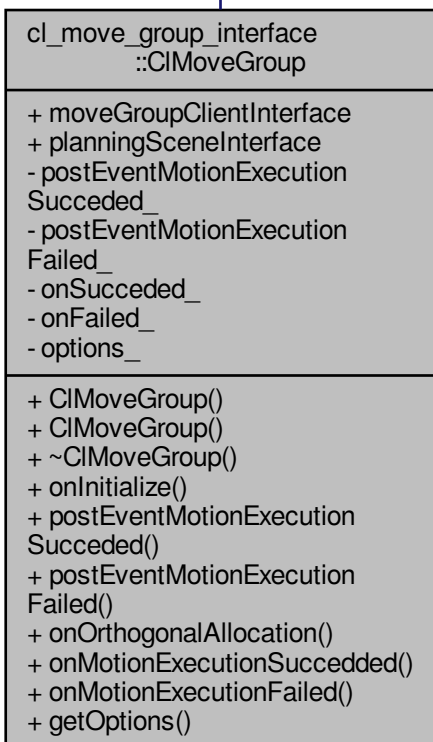 cl_move_group_interface
::ClMoveGroup
+ moveGroupClientInterface
+ planningSceneInterface
- postEventMotionExecution
Succeded_
- postEventMotionExecution
Failed_
- onSucceded_
- onFailed_
- options_
+ ClMoveGroup()
+ ClMoveGroup()
+ ~ClMoveGroup()
+ onInitialize()
+ postEventMotionExecution
Succeded()
+ postEventMotionExecution
Failed()
+ onOrthogonalAllocation()
+ onMotionExecutionSuccedded()
+ onMotionExecutionFailed()
+ getOptions()